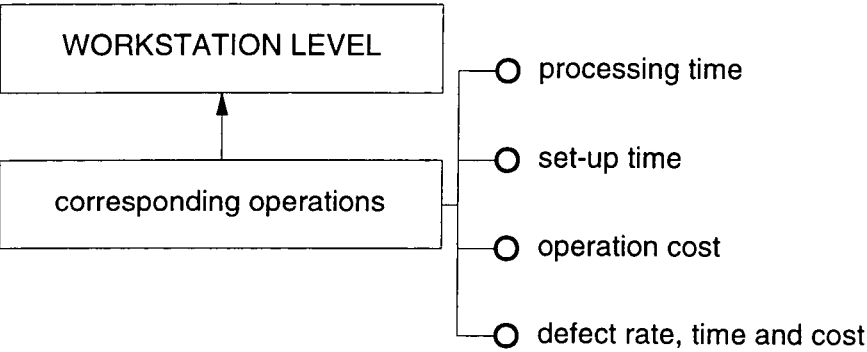 WORKSTATION LEVEL
processing time
set-up time
corresponding operations
operation cost
defect rate, time and cost